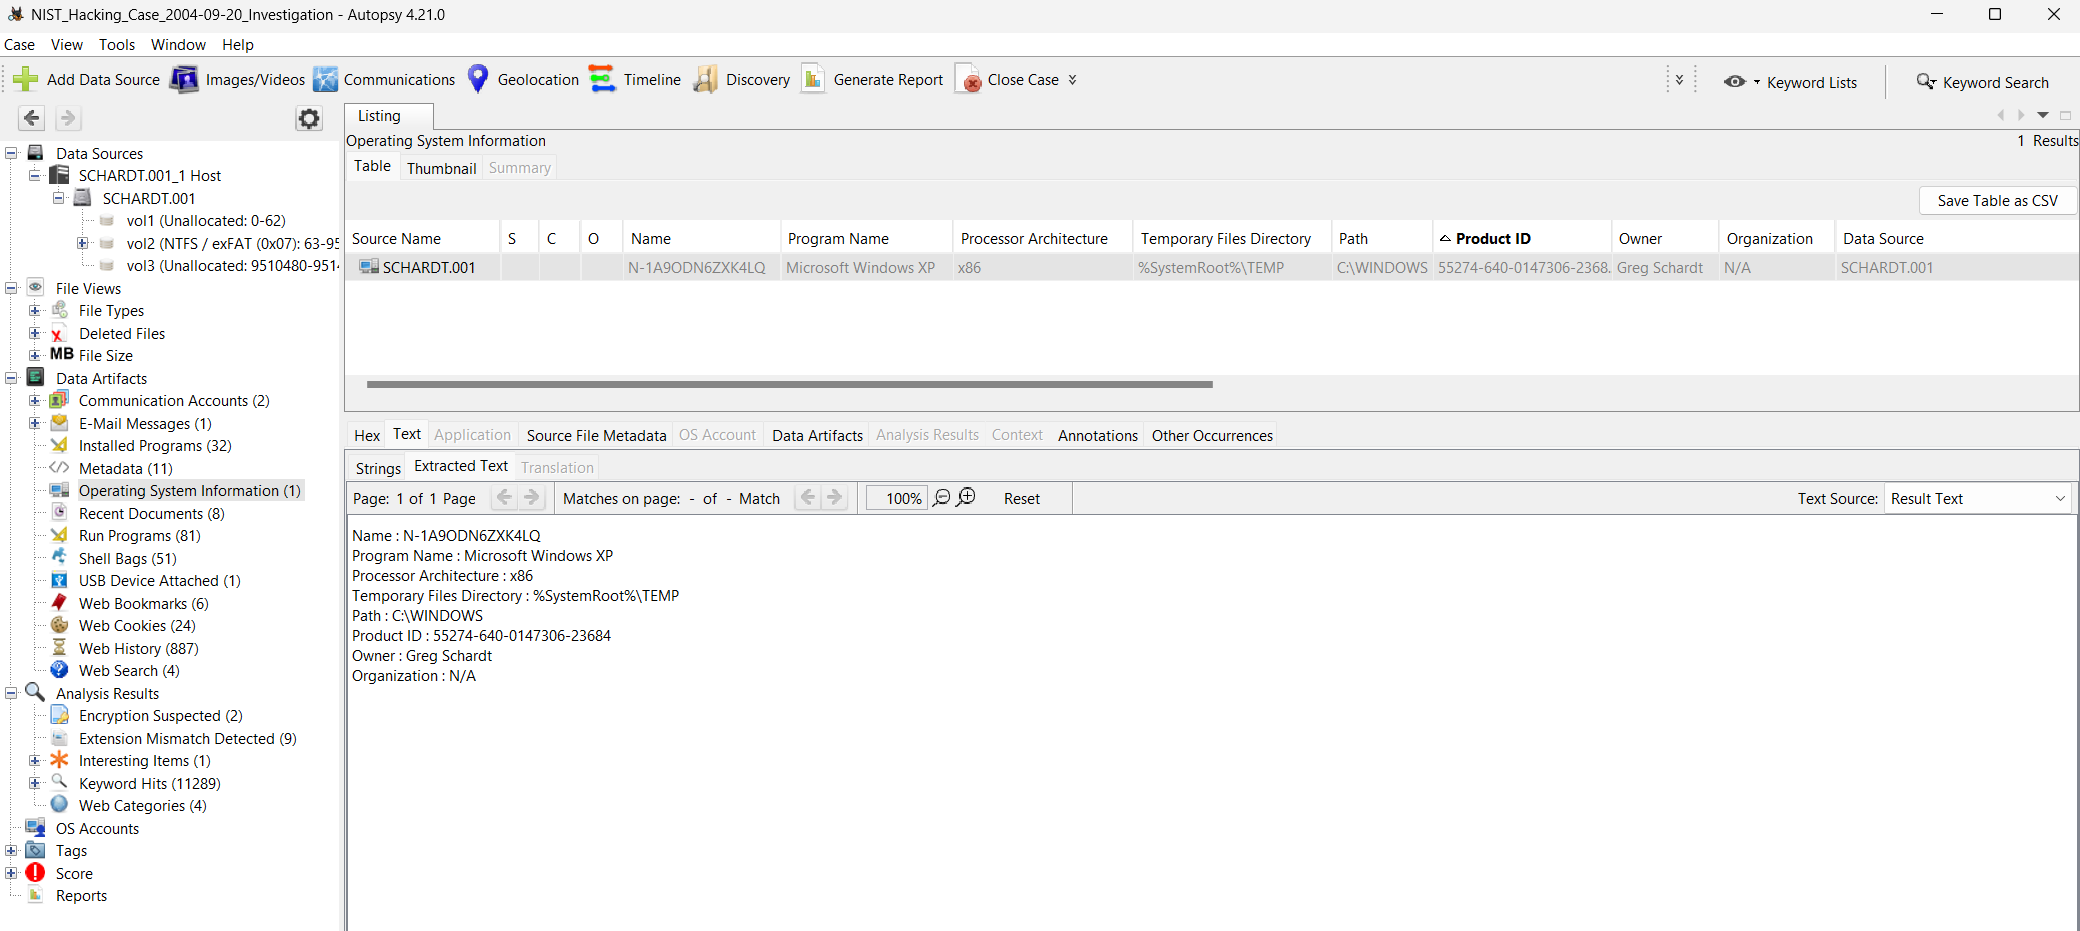 NIST_Hacking_Case_2004-09-20_Investigation - Autopsy 4.21.0
Case View Tools Window Help
Add Data Source Images/Videos Communications Geolocation Timeline Discovery Generate Report Close Case Keyword Lists Keyword Search
Data Sources
SCHARDT.001_1 Host
SCHARDT.001
vol1 (Unallocated: 0-62)
vol2 (NTFS / exFAT (0x07): 63-95
vol3 (Unallocated: 9510480-951
File Views
File Types
Deleted Files
MB File Size
Data Artifacts
Communication Accounts (2)
E-Mail Messages (1)
Installed Programs (32)
Metadata (11)
Operating System Information (1)
Recent Documents (8)
Run Programs (81)
Shell Bags (51)
USB Device Attached (1)
Web Bookmarks (6)
Web Cookies (24)
Web History (887)
Web Search (4)
Analysis Results
Encryption Suspected (2)
Extension Mismatch Detected (9)
Interesting Items (1)
Keyword Hits (11289)
Web Categories (4)
OS Accounts
Tags
Score
Reports
Listing
Operating System Information 1 Results
Table Thumbnail Summary
Save Table as CSV
Source Name S C O Name Program Name Processor Architecture Temporary Files Directory Path Product ID Owner Organization Data Source
SCHARDT.001 N-1A9ODN6ZXK4LQ Microsoft Windows XP x86 %SystemRoot%\TEMP C:\WINDOWS 55274-640-0147306-2368. Greg Schardt N/A SCHARDT.001
Hex Text Application Source File Metadata OS Account Data Artifacts Analysis Results Context Annotations Other Occurrences
Strings Extracted Text Translation
Page: 1 of 1 Page Matches on page: - of - Match 100% Reset Text Source: Result Text
Name : N-1A9ODN6ZXK4LQ
Program Name : Microsoft Windows XP
Processor Architecture : x86
Temporary Files Directory : %SystemRoot%\TEMP
Path : C:\WINDOWS
Product ID : 55274-640-0147306-23684
Owner : Greg Schardt
Organization : N/A